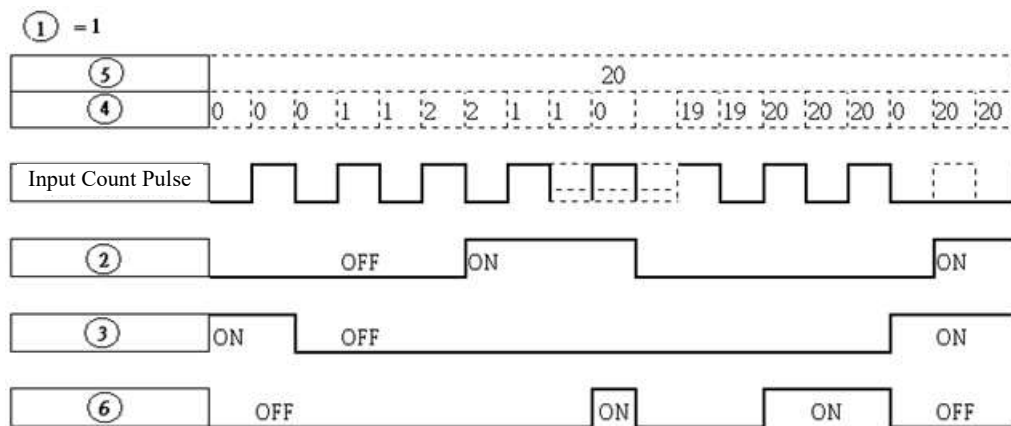 ① = 1
⑤ 20
④ 0 0 0 1 1 2 2 1 1 0 19 19 20 20 20 0 20 20
Input Count Pulse
② OFF ON ON
③ ON OFF ON
⑥ OFF ON ON OFF